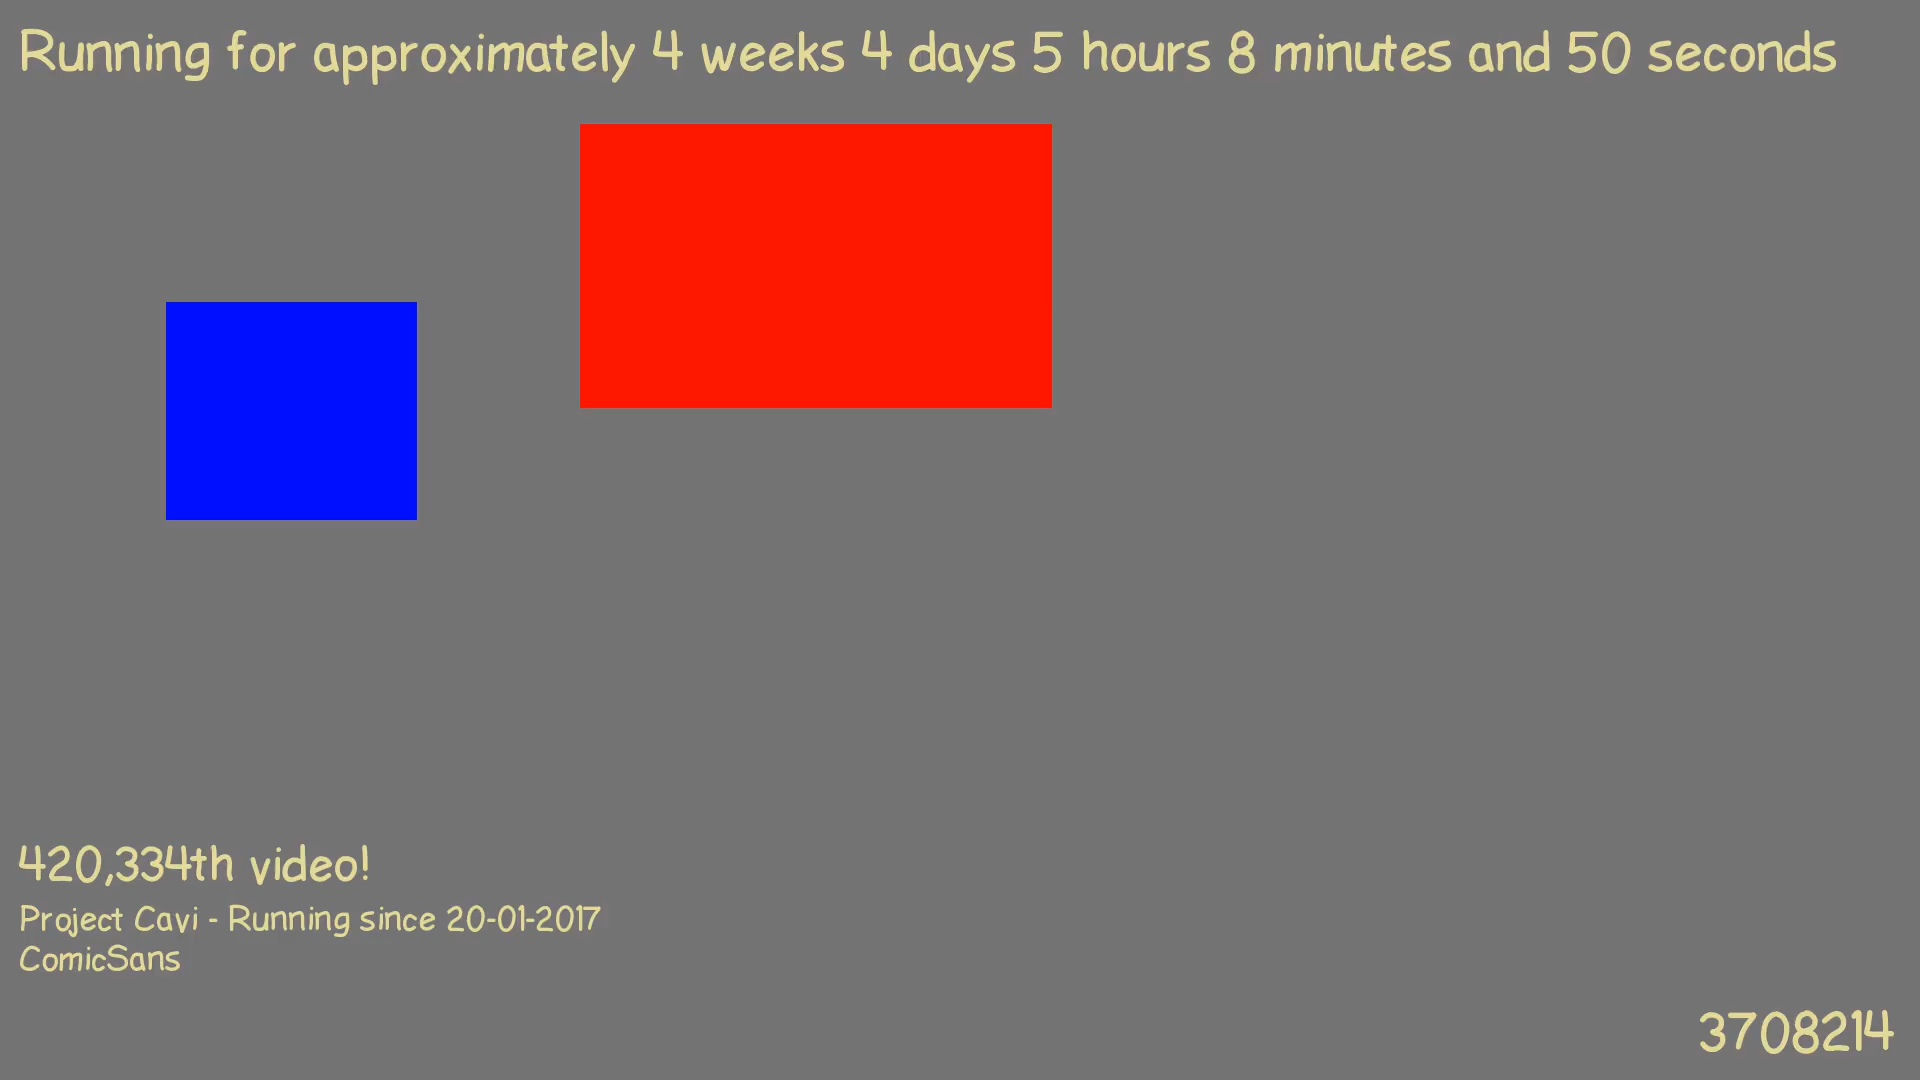 Running for approximately 4 weeks 4 days 5 hours 8 minutes and 50 seconds
420,334th video!
Project Cavi - Running since 20-01-2017
ComicSans
3708214